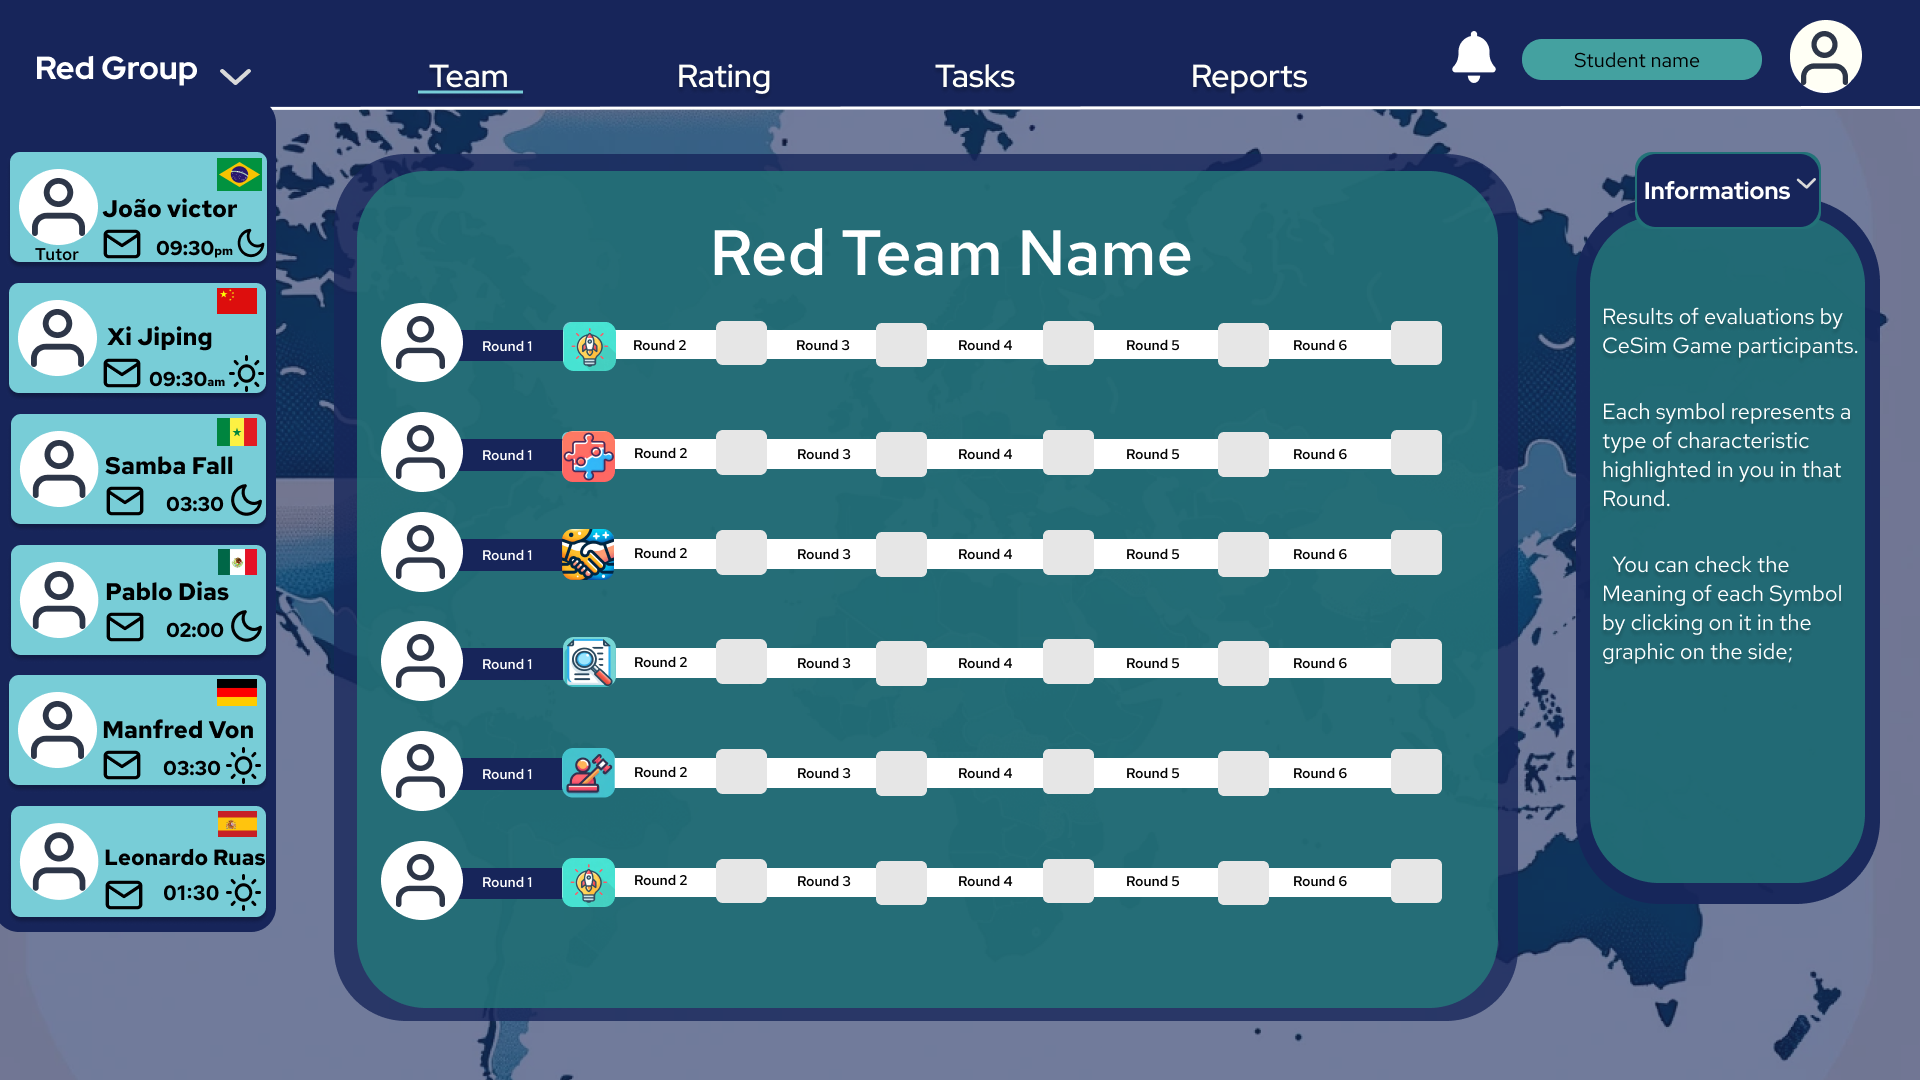 Red Group
Team
Rating
Tasks
Reports
Student name
João victor
09:30pm
Tutor
Xi Jiping
09:30am
Samba Fall
03:30
Pablo Dias
02:00
Manfred Von
03:30
Leonardo Ruas
01:30
Red Team Name
Round 1 Round 2 Round 3 Round 4 Round 5 Round 6
Round 1 Round 2 Round 3 Round 4 Round 5 Round 6
Round 1 Round 2 Round 3 Round 4 Round 5 Round 6
Round 1 Round 2 Round 3 Round 4 Round 5 Round 6
Round 1 Round 2 Round 3 Round 4 Round 5 Round 6
Round 1 Round 2 Round 3 Round 4 Round 5 Round 6
Informations
Results of evaluations by
CeSim Game participants.
Each symbol represents a
type of characteristic
highlighted in you in that
Round.
You can check the
Meaning of each Symbol
by clicking on it in the
graphic on the side;